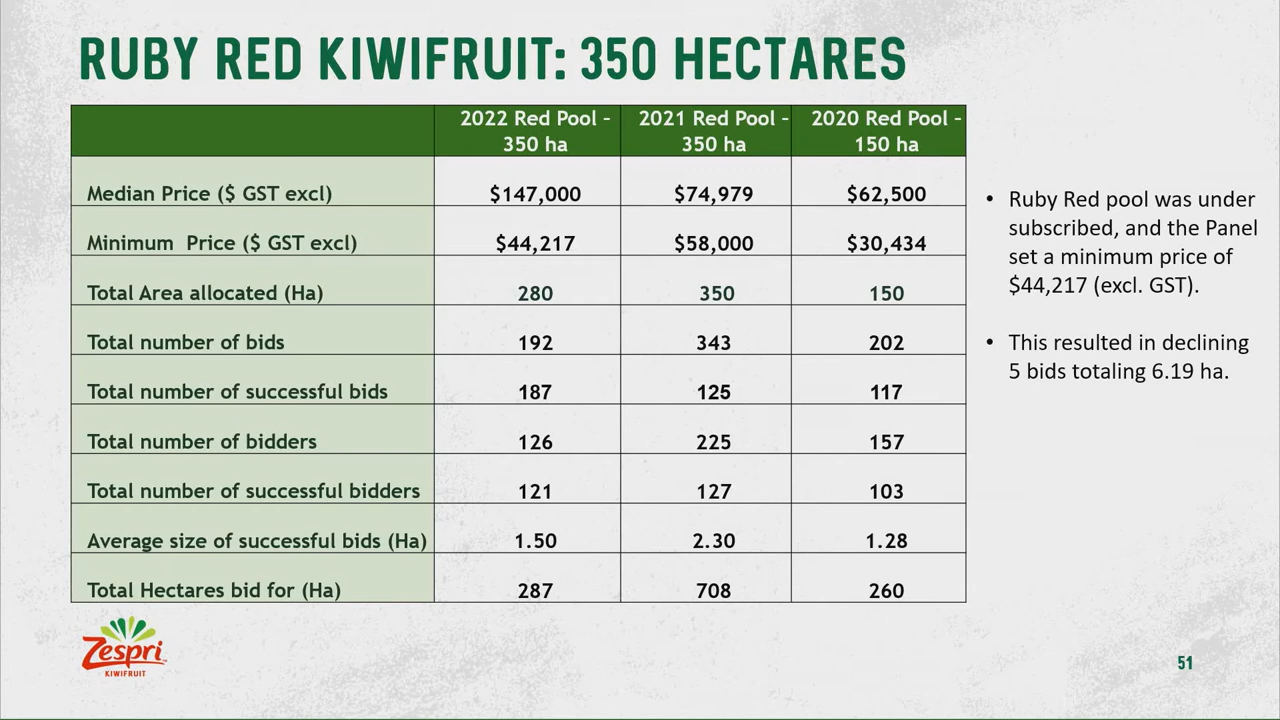 RUBY RED KIWIFRUIT: 350 HECTARES
2022 Red Pool – 2021 Red Pool – 2020 Red Pool –
350 ha 350 ha 150 ha
Median Price ($ GST excl) $147,000 $74,979 $62,500
Minimum Price ($ GST excl) $44,217 $58,000 $30,434
Total Area allocated (Ha) 280 350 150
Total number of bids 192 343 202
Total number of successful bids 187 125 117
Total number of bidders 126 225 157
Total number of successful bidders 121 127 103
Average size of successful bids (Ha) 1.50 2.30 1.28
Total Hectares bid for (Ha) 287 708 260
• Ruby Red pool was under
subscribed, and the Panel
set a minimum price of
$44,217 (excl. GST).
• This resulted in declining
5 bids totaling 6.19 ha.
Zespri
KIWIFRUIT
51